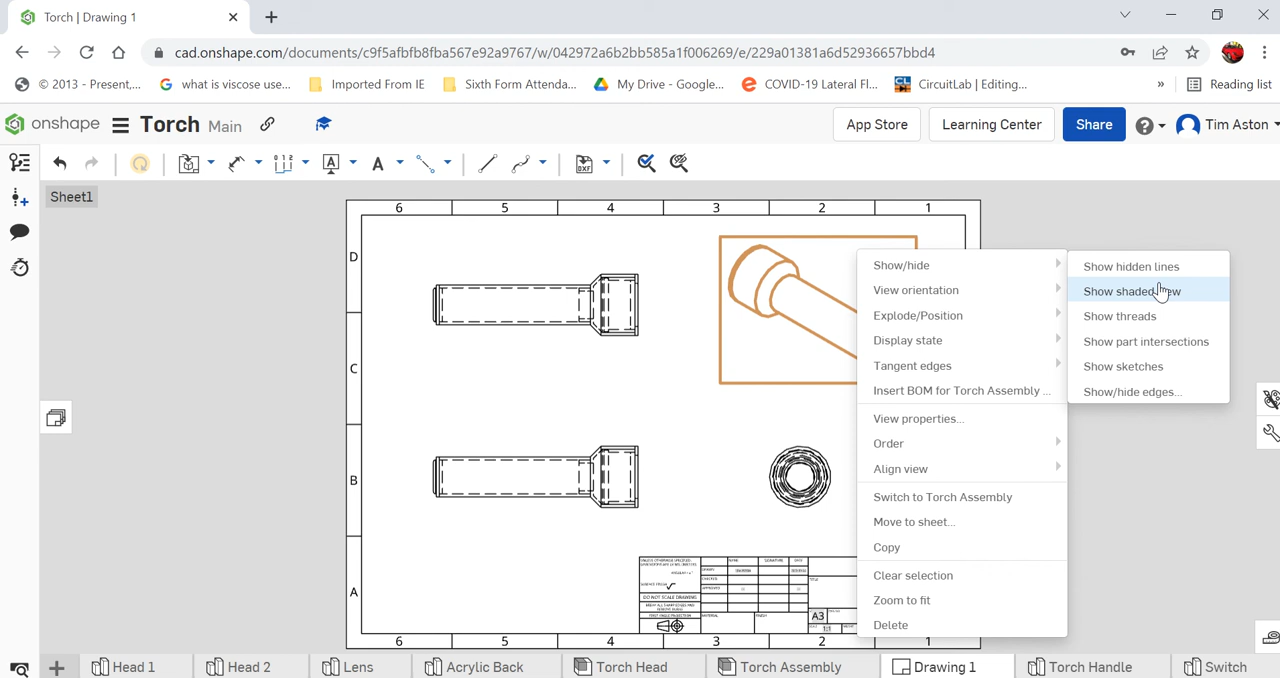 Torch | Drawing 1
cad.onshape.com/documents/c9f5afbfb8fba567e92a9767/w/042972a6b2bb585a1f006269/e/229a01381a6d52936657bbd4
© 2013 - Present,...
what is viscose use...
Imported From IE
Sixth Form Attenda...
My Drive - Google...
COVID-19 Lateral Fl...
CircuitLab | Editing...
»
Reading list
onshape
Torch Main
App Store
Learning Center
Share
Tim Aston
Sheet1
6 5 4 3 2 1
D
C
B
A
Show/hide
View orientation
Explode/Position
Display state
Tangent edges
Insert BOM for Torch Assembly ...
View properties...
Order
Align view
Switch to Torch Assembly
Move to sheet...
Copy
Clear selection
Zoom to fit
Delete
Show hidden lines
Show shaded view
Show threads
Show part intersections
Show sketches
Show/hide edges...
DO NOT SCALE DRAWING
A3
6 5 4 3 2 1
Head 1
Head 2
Lens
Acrylic Back
Torch Head
Torch Assembly
Drawing 1
Torch Handle
Switch